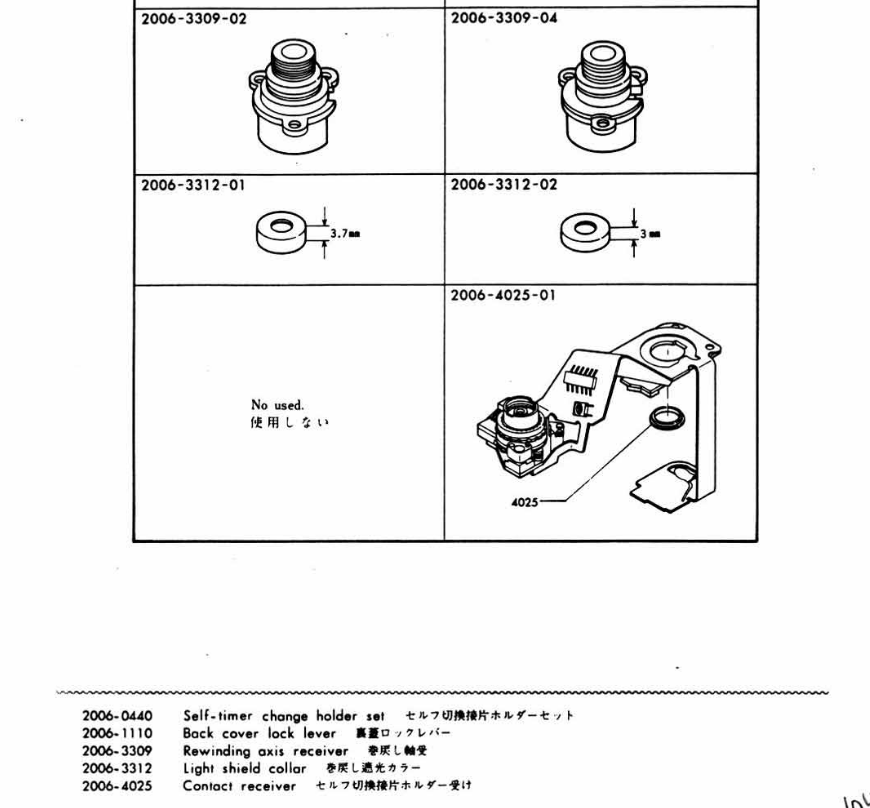 2006-3309-02
2006-3309-04
2006-3312-01
2006-3312-02
3.7mm
3mm
2006-4025-01
No used.
使用しない
4025
2006-0440 Self-timer change holder set セルフ切換接片ホルダーセット
2006-1110 Back cover lock lever 裏蓋ロックレバー
2006-3309 Rewinding axis receiver 巻戻し軸受
2006-3312 Light shield collar 巻戻し遮光カラー
2006-4025 Contact receiver セルフ切換接片ホルダー受け